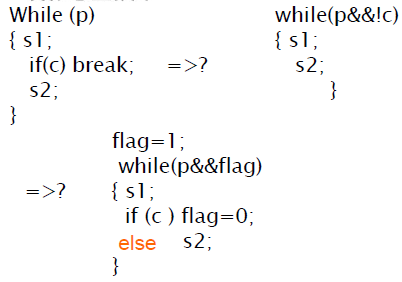 While (p)
{ s1;
if(c) break;
s2;
}
=>?
while(p&&!c)
{ s1;
s2;
}
=>?
flag=1;
while(p&&flag)
{ s1;
if (c ) flag=0;
else s2;
}